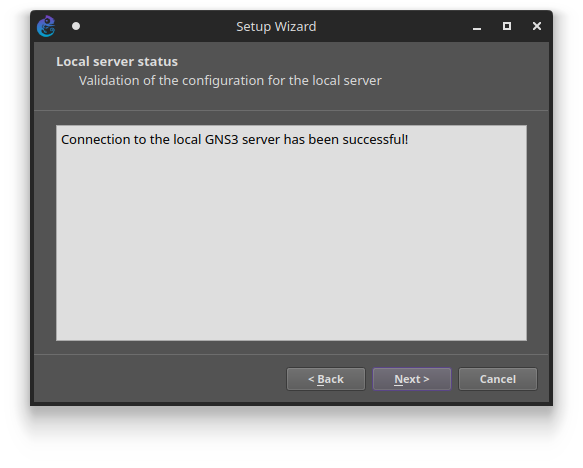 Setup Wizard
Local server status
Validation of the configuration for the local server
Connection to the local GNS3 server has been successful!
< Back
Next >
Cancel